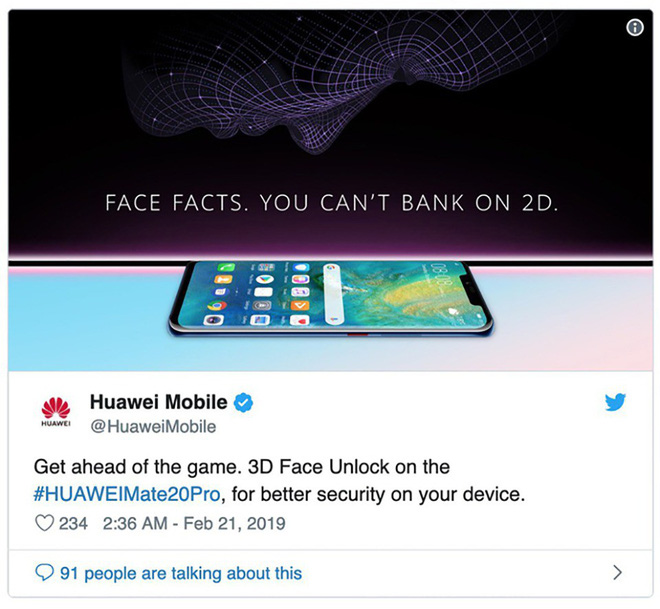 FACE FACTS. YOU CAN'T BANK ON 2D.
08:08
HUAWEI
Huawei Mobile
@HuaweiMobile
Get ahead of the game. 3D Face Unlock on the
#HUAWEIMate20Pro, for better security on your device.
234 2:36 AM - Feb 21, 2019
91 people are talking about this